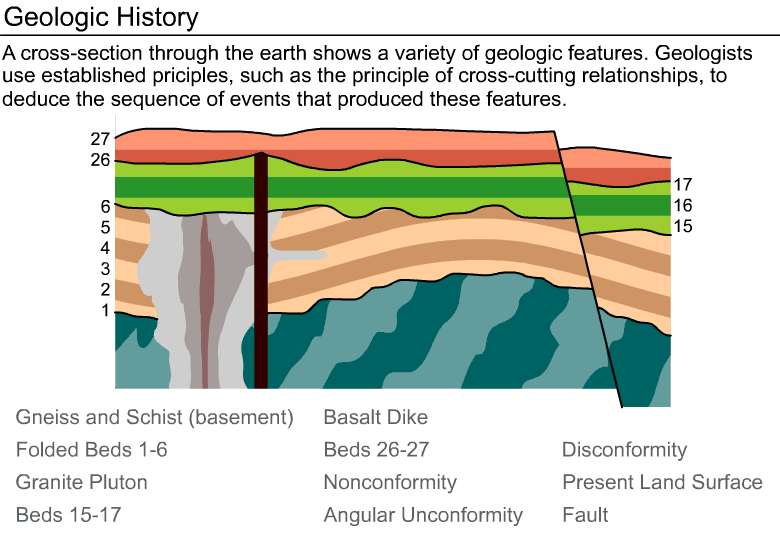 Geologic History
A cross-section through the earth shows a variety of geologic features. Geologists
use established priciples, such as the principle of cross-cutting relationships, to
deduce the sequence of events that produced these features.
27
26
6
5
4
3
2
1
17
16
15
Gneiss and Schist (basement)
Folded Beds 1-6
Granite Pluton
Beds 15-17
Basalt Dike
Beds 26-27
Nonconformity
Angular Unconformity
Disconformity
Present Land Surface
Fault